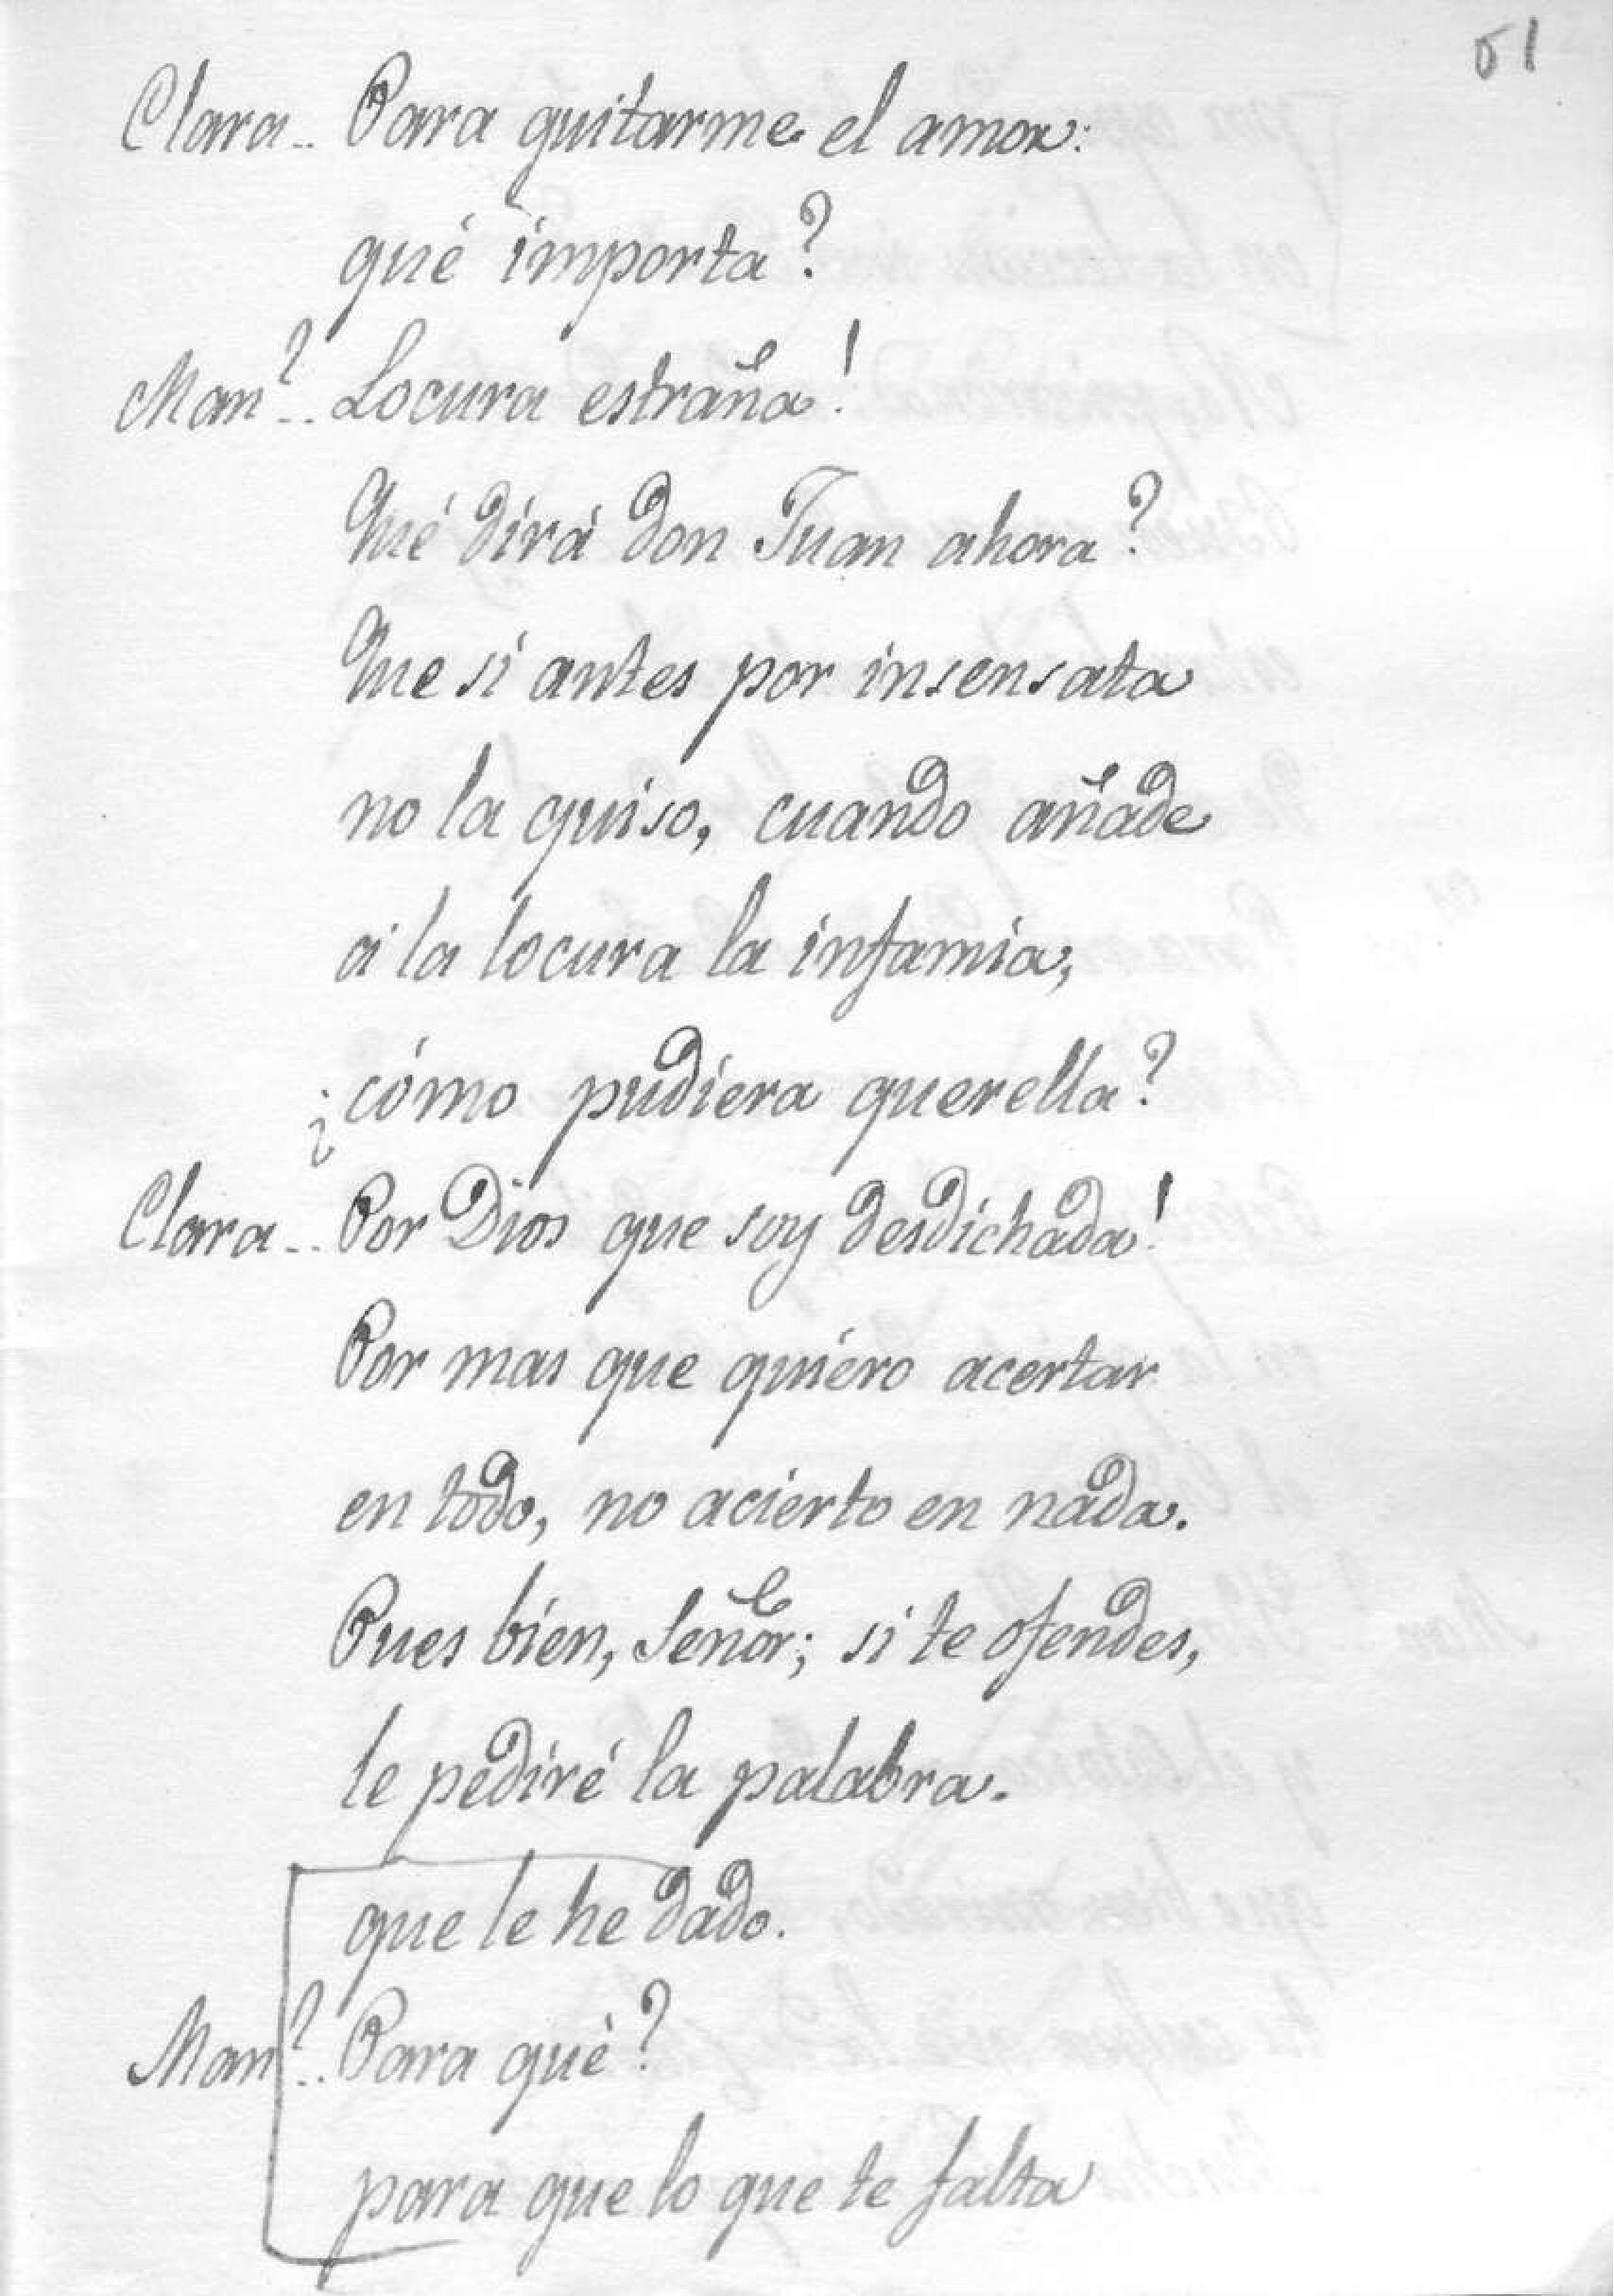 51
Clara.. Para quitarme el amor:
qué importa?
Man?.. Locura estraña!
Qué dirá don Juan ahora?
Que si antes por insensata
no la quiso, cuando añade
á la locura la infamia,
¿cómo pudiera querella?
Clara.. Por Dios que soy desdichada!
Por mas que quiero acertar
en todo, no acierto en nada.
Pues bien, Señor; si te ofendes,
le pediré la palabra.
que le he dado.
Man?.. Para qué?
para que lo que te falta